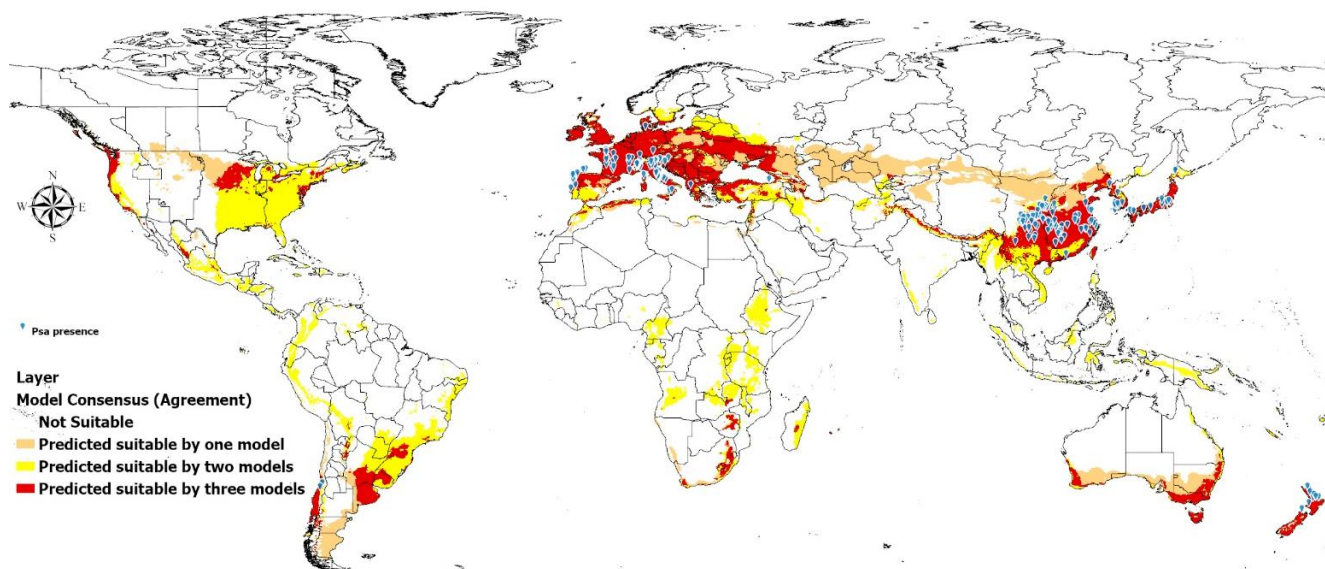 N
W E
S
Psa presence
Layer
Model Consensus (Agreement)
Not Suitable
Predicted suitable by one model
Predicted suitable by two models
Predicted suitable by three models